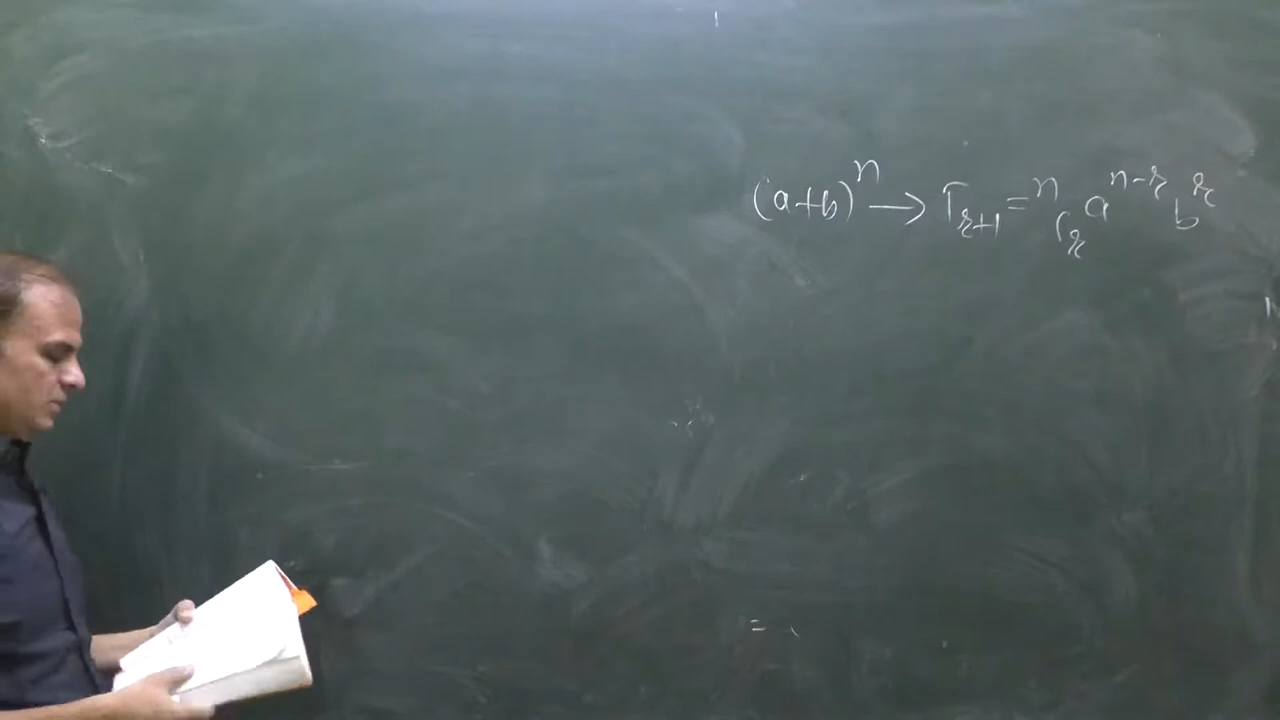 (a+b)^n → T_{r+1} = ^nC_r a^{n-r} b^r
=